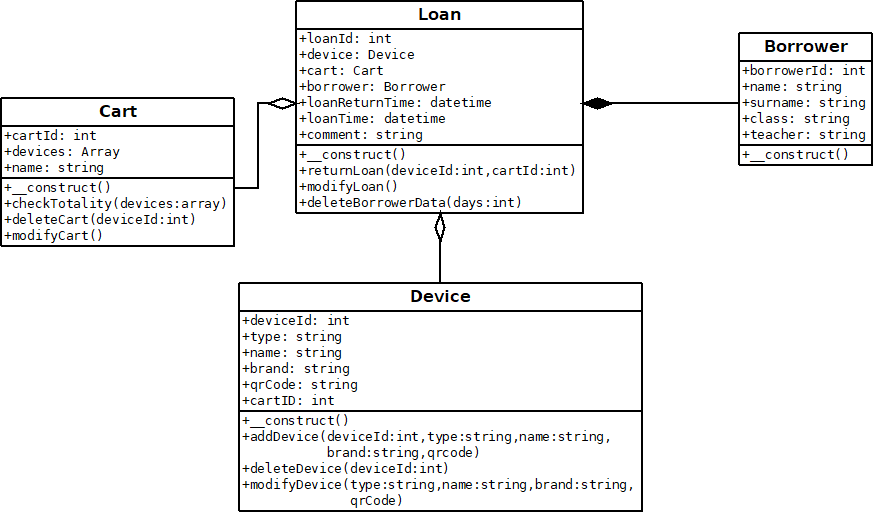 Loan
+loanId: int
+device: Device
+cart: Cart
+borrower: Borrower
+loanReturnTime: datetime
+loanTime: datetime
+comment: string
+__construct()
+returnLoan(deviceId:int,cartId:int)
+modifyLoan()
+deleteBorrowerData(days:int)
Borrower
+borrowerId: int
+name: string
+surname: string
+class: string
+teacher: string
+__construct()
Cart
+cartId: int
+devices: Array
+name: string
+__construct()
+checkTotality(devices:array)
+deleteCart(deviceId:int)
+modifyCart()
Device
+deviceId: int
+type: string
+name: string
+brand: string
+qrCode: string
+cartID: int
+__construct()
+addDevice(deviceId:int,type:string,name:string,
brand:string,qrcode)
+deleteDevice(deviceId:int)
+modifyDevice(type:string,name:string,brand:string,
qrCode)